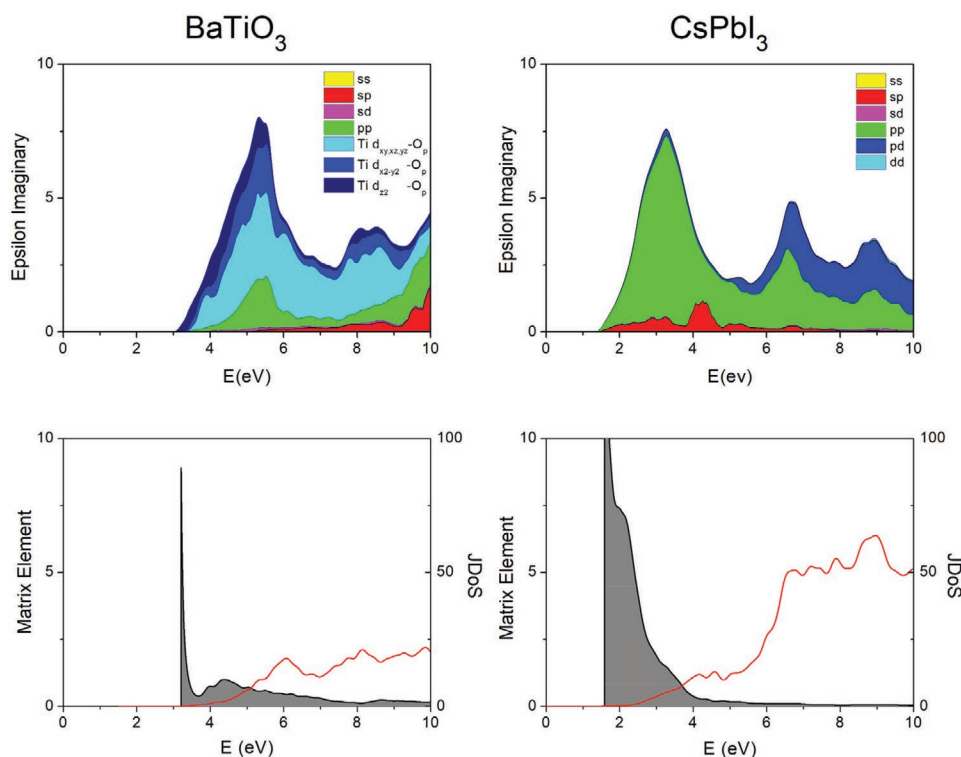 BaTiO3
CsPbI3
10
5
0
Epsilon Imaginary
ss
sp
sd
pp
Ti dxy,xz,yz-Op
Ti dx2-y2 -Op
Ti dz2 -Op
0 2 4 6 8 10
E(eV)
10
5
0
Epsilon Imaginary
ss
sp
sd
pp
pd
dd
0 2 4 6 8 10
E(ev)
10
5
0
Matrix Element
100
50
0
JDoS
0 2 4 6 8 10
E (eV)
10
5
0
Matrix Element
100
50
0
JDoS
0 2 4 6 8 10
E (eV)